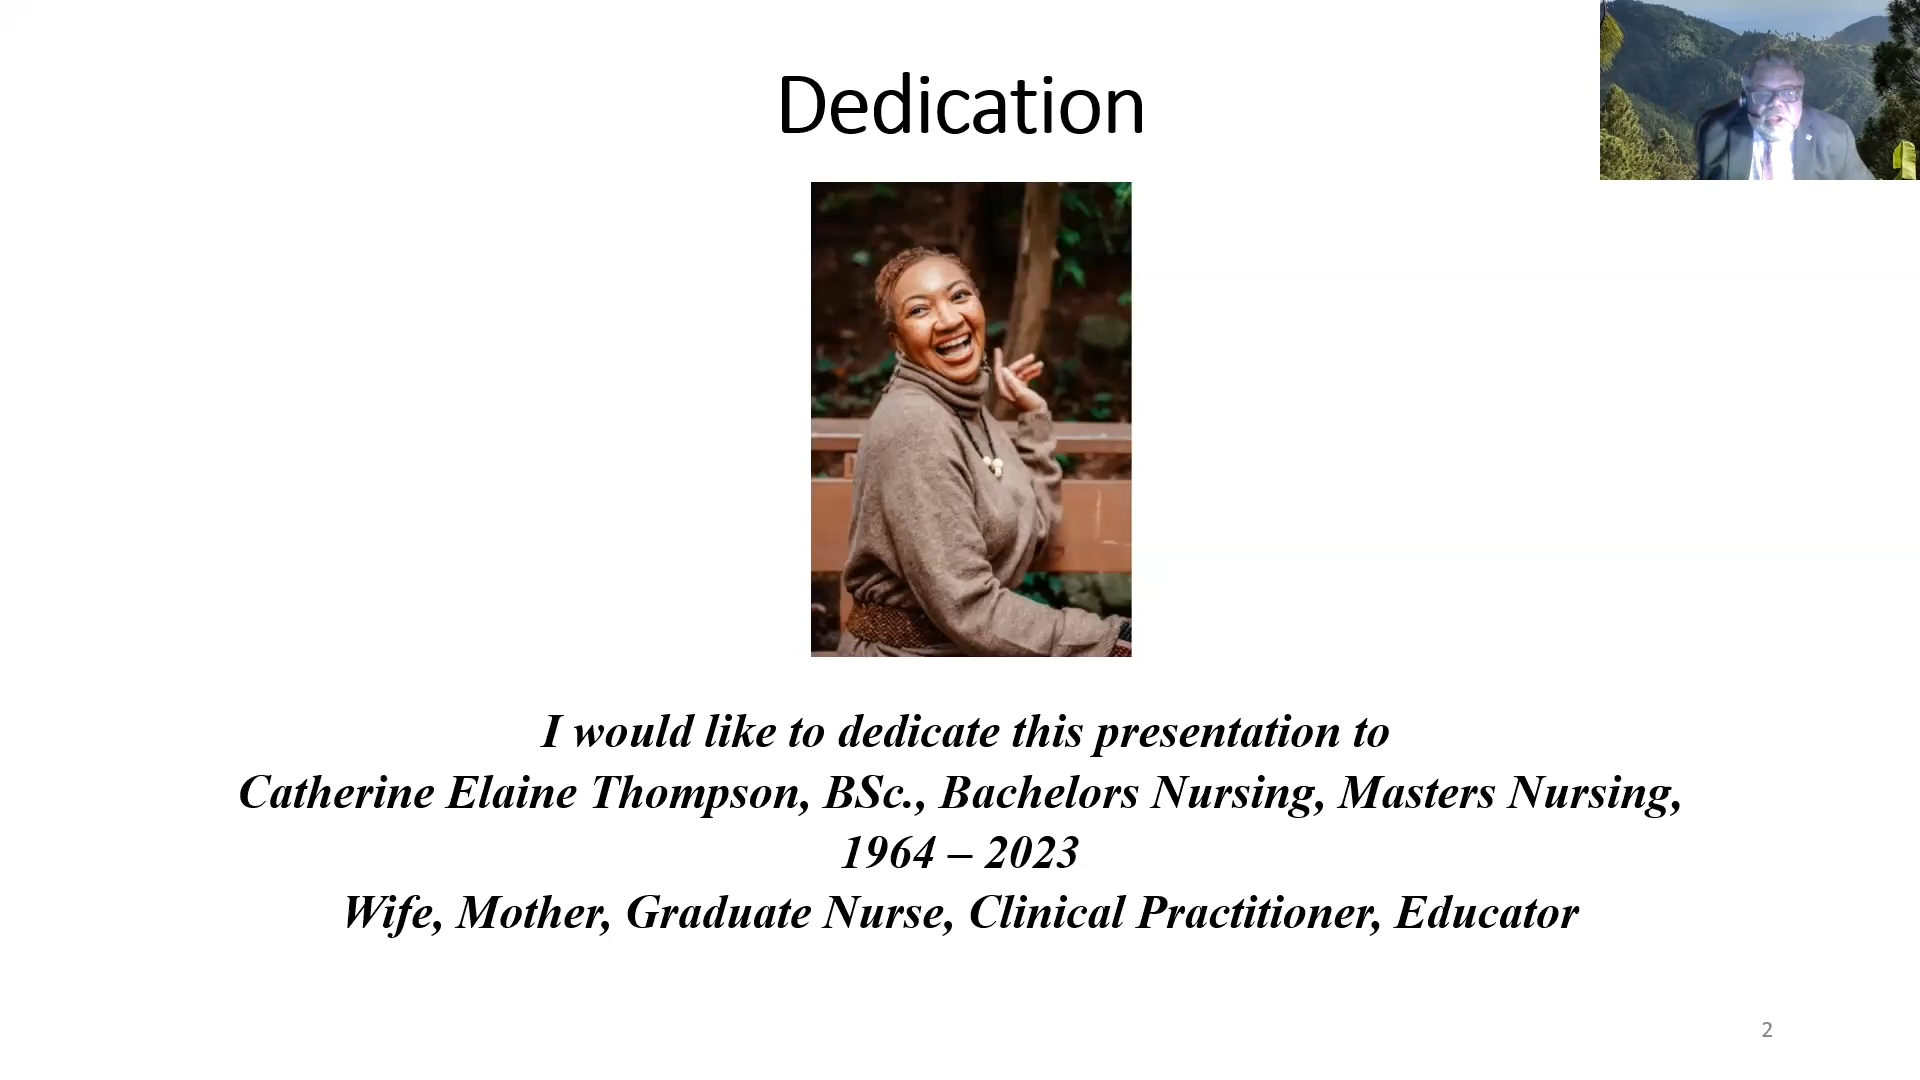 Dedication
I would like to dedicate this presentation to
Catherine Elaine Thompson, BSc., Bachelors Nursing, Masters Nursing,
1964 – 2023
Wife, Mother, Graduate Nurse, Clinical Practitioner, Educator
2